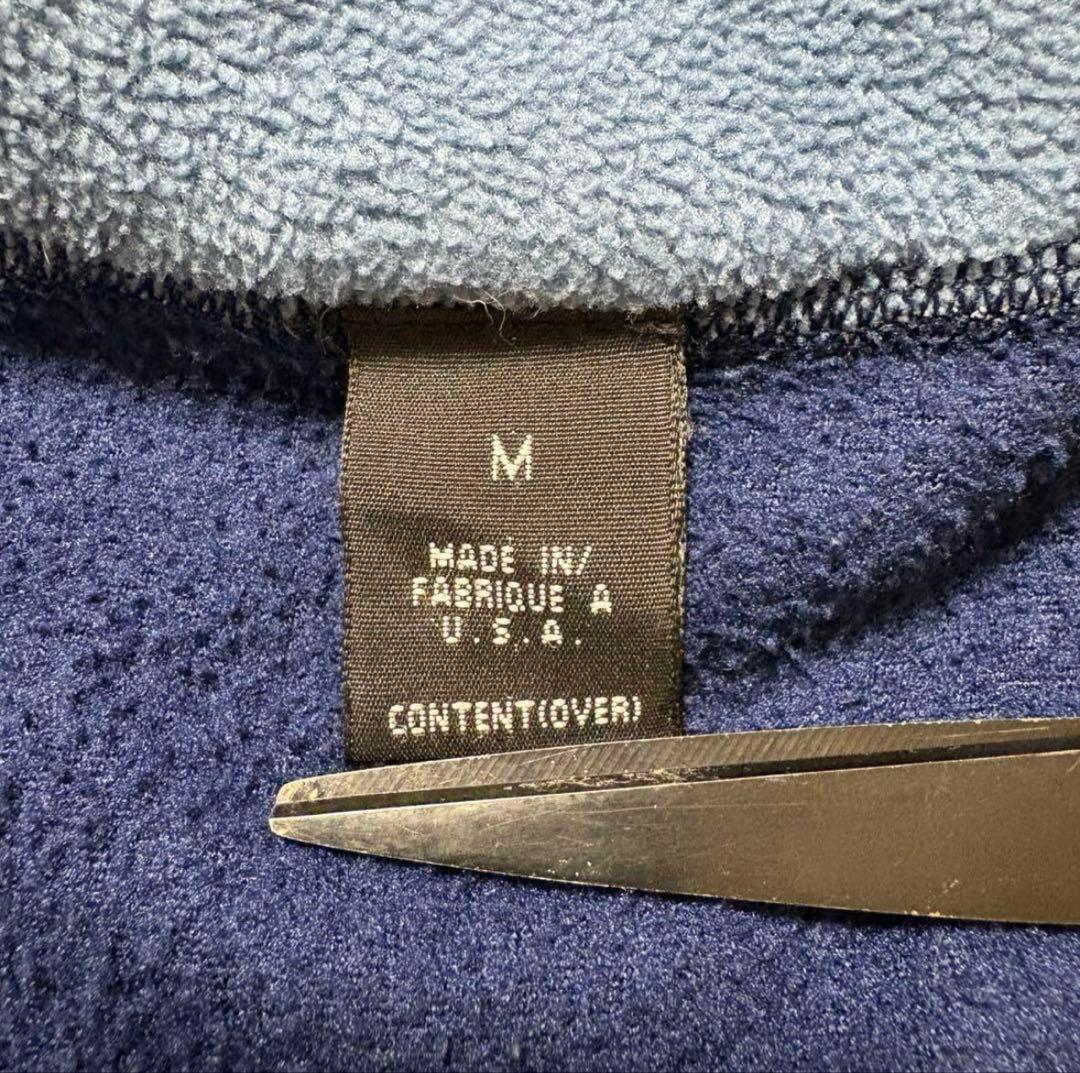 M
MADE IN/
FABRIQUE A
U.S.A.
CONTENT(OVER)